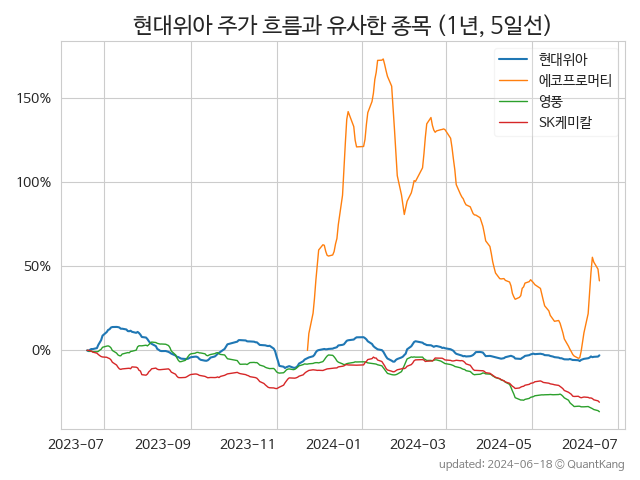 현대위아 주가 흐름과 유사한 종목 (1년, 5일선)
현대위아
에코프로머티
영풍
SK케미칼
150%
100%
50%
0%
2023-07 2023-09 2023-11 2024-01 2024-03 2024-05 2024-07
updated: 2024-06-18 © QuantKang